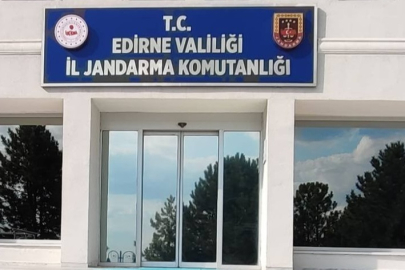 T.C.
EDİRNE VALİLİĞİ
İL JANDARMA KOMUTANLIĞI